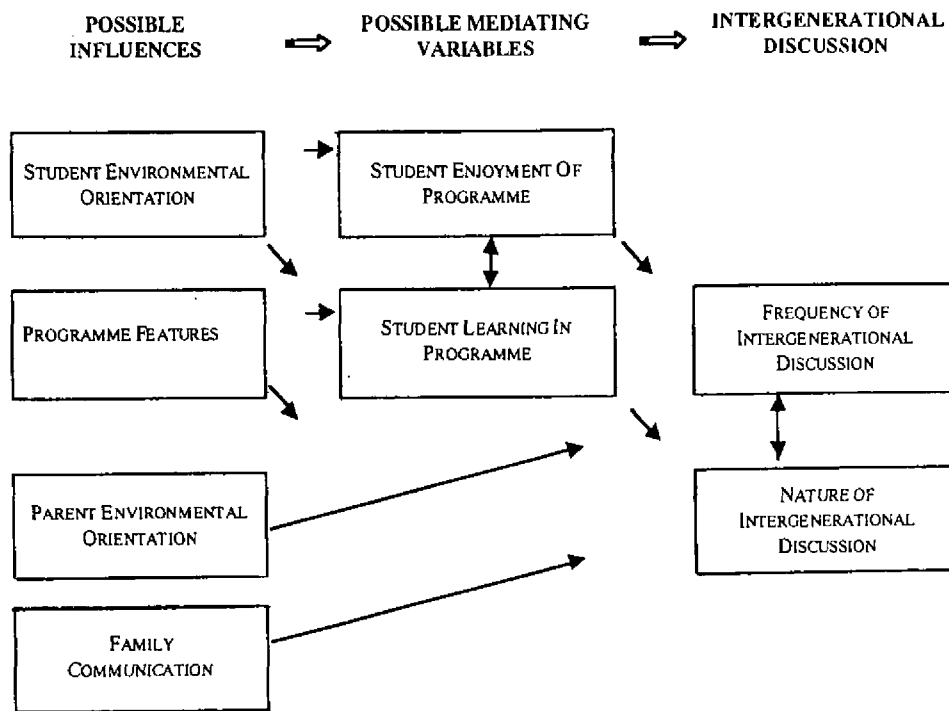 POSSIBLE
INFLUENCES
POSSIBLE MEDIATING
VARIABLES
INTERGENERATIONAL
DISCUSSION
STUDENT ENVIRONMENTAL
ORIENTATION
STUDENT ENJOYMENT OF
PROGRAMME
PROGRAMME FEATURES
STUDENT LEARNING IN
PROGRAMME
FREQUENCY OF
INTERGENERATIONAL
DISCUSSION
PARENT ENVIRONMENTAL
ORIENTATION
NATURE OF
INTERGENERATIONAL
DISCUSSION
FAMILY
COMMUNICATION